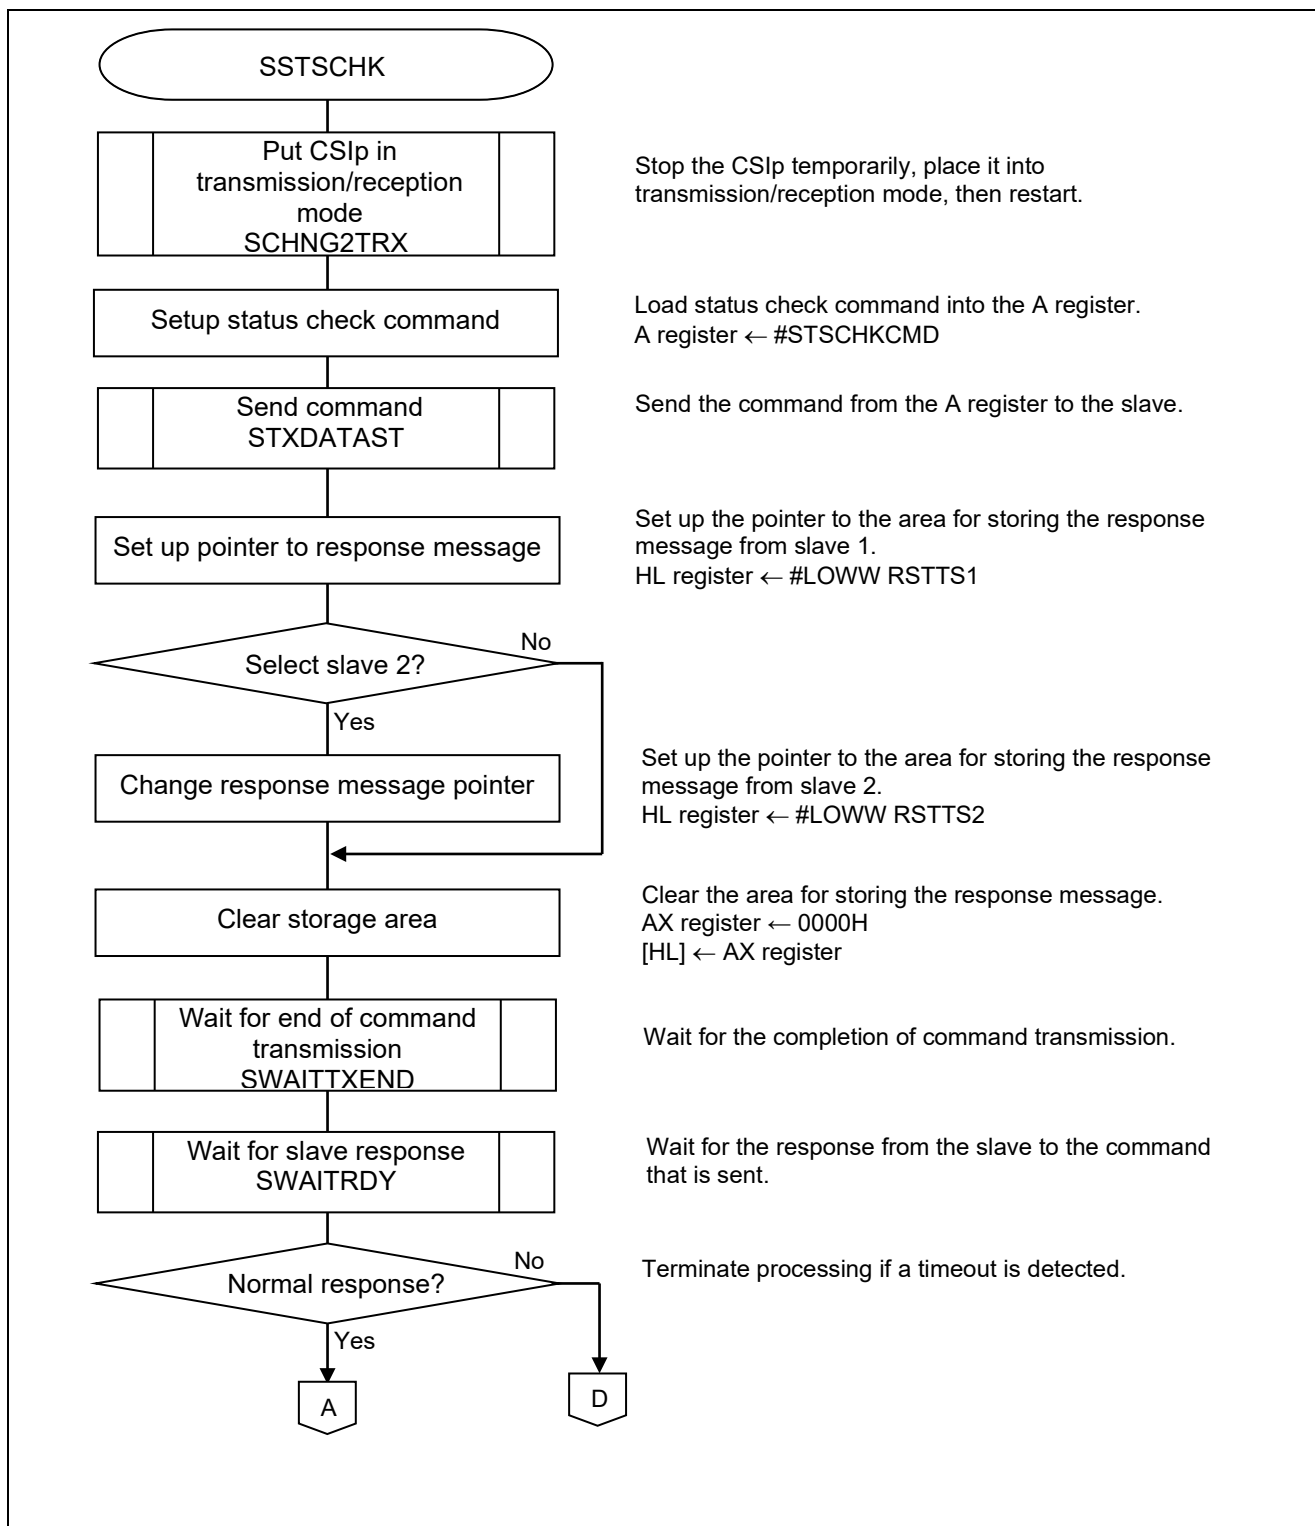 SSTSCHK
Put CSIp in
transmission/reception
mode
SCHNG2TRX
Stop the CSIp temporarily, place it into
transmission/reception mode, then restart.
Setup status check command
Load status check command into the A register.
A register ← #STSCHKCMD
Send command
STXDATAST
Send the command from the A register to the slave.
Set up pointer to response message
Set up the pointer to the area for storing the response
message from slave 1.
HL register ← #LOWW RSTTS1
Select slave 2?
No
Yes
Change response message pointer
Set up the pointer to the area for storing the response
message from slave 2.
HL register ← #LOWW RSTTS2
Clear storage area
Clear the area for storing the response message.
AX register ← 0000H
[HL] ← AX register
Wait for end of command
transmission
SWAITTXEND
Wait for the completion of command transmission.
Wait for slave response
SWAITRDY
Wait for the response from the slave to the command
that is sent.
Normal response?
No
Terminate processing if a timeout is detected.
Yes
A
D